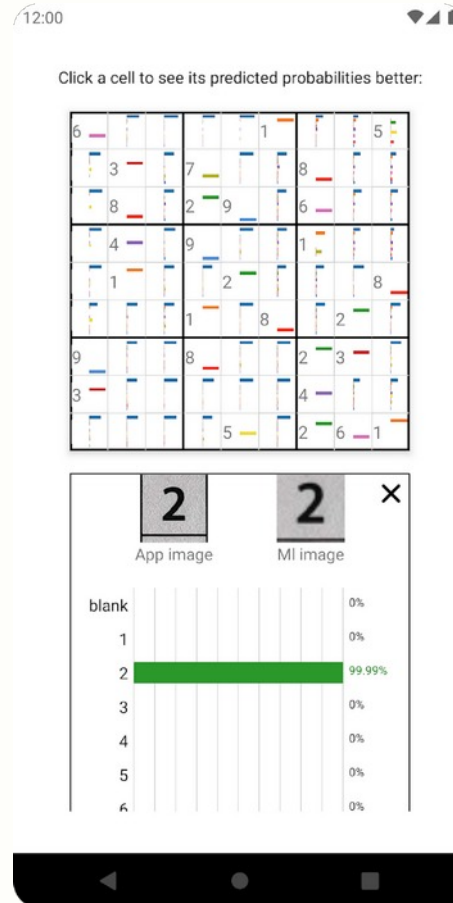 12:00
Click a cell to see its predicted probabilities better:
6 1 5
3 7 8
8 2 9 6
4 9 1
1 2 8
1 8 2
9 8 2 3
3 4
5 2 6 1
2 2
App image Ml image
blank 0%
1 0%
2 99.99%
3 0%
4 0%
5 0%
6 0%